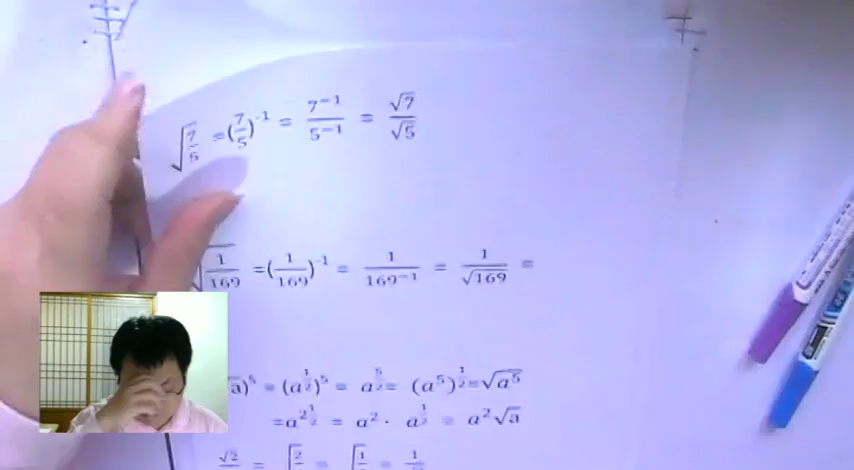 √(7/5) = (7/5)^-1 = 7^-1/5^-1 = √7/√5
√(1/169) = (1/169)^-1 = 1/169^-1 = 1/√169 =
a)^5 = (a^(1/2))^5 = a^(5/2) = (a^5)^(1/2) = √a^5
= a^(2 1/2) = a^2 · a^(1/2) = a^2 √a